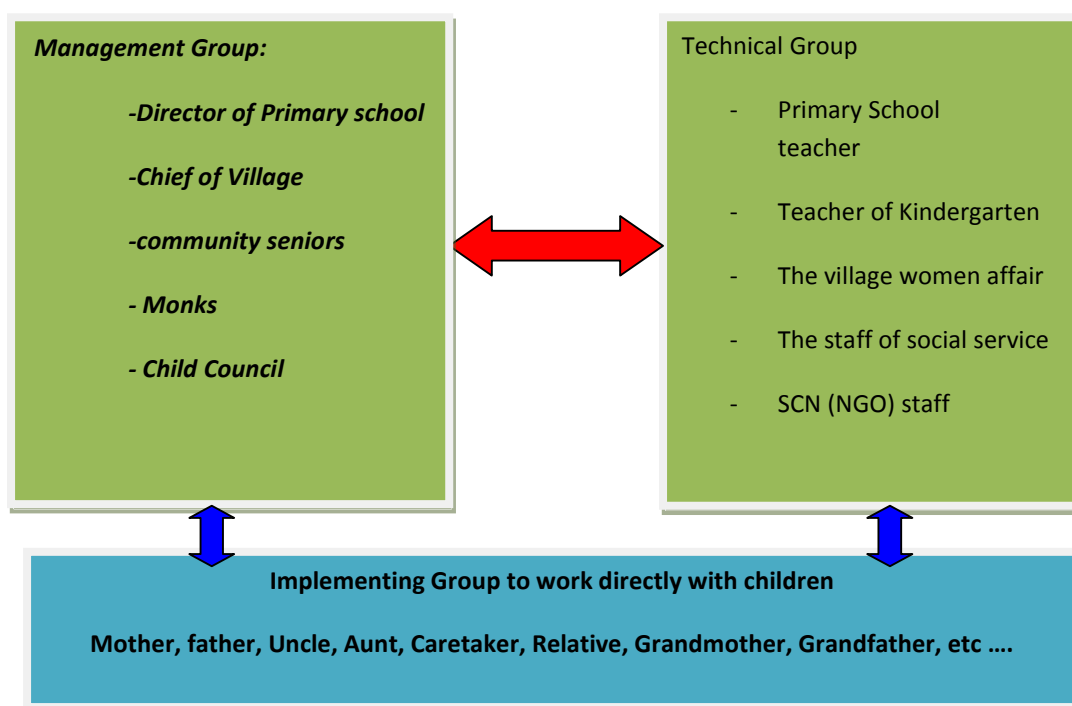 Management Group:
-Director of Primary school
-Chief of Village
-community seniors
- Monks
- Child Council
Technical Group
- Primary School
teacher
- Teacher of Kindergarten
- The village women affair
- The staff of social service
- SCN (NGO) staff
Implementing Group to work directly with children
Mother, father, Uncle, Aunt, Caretaker, Relative, Grandmother, Grandfather, etc ….